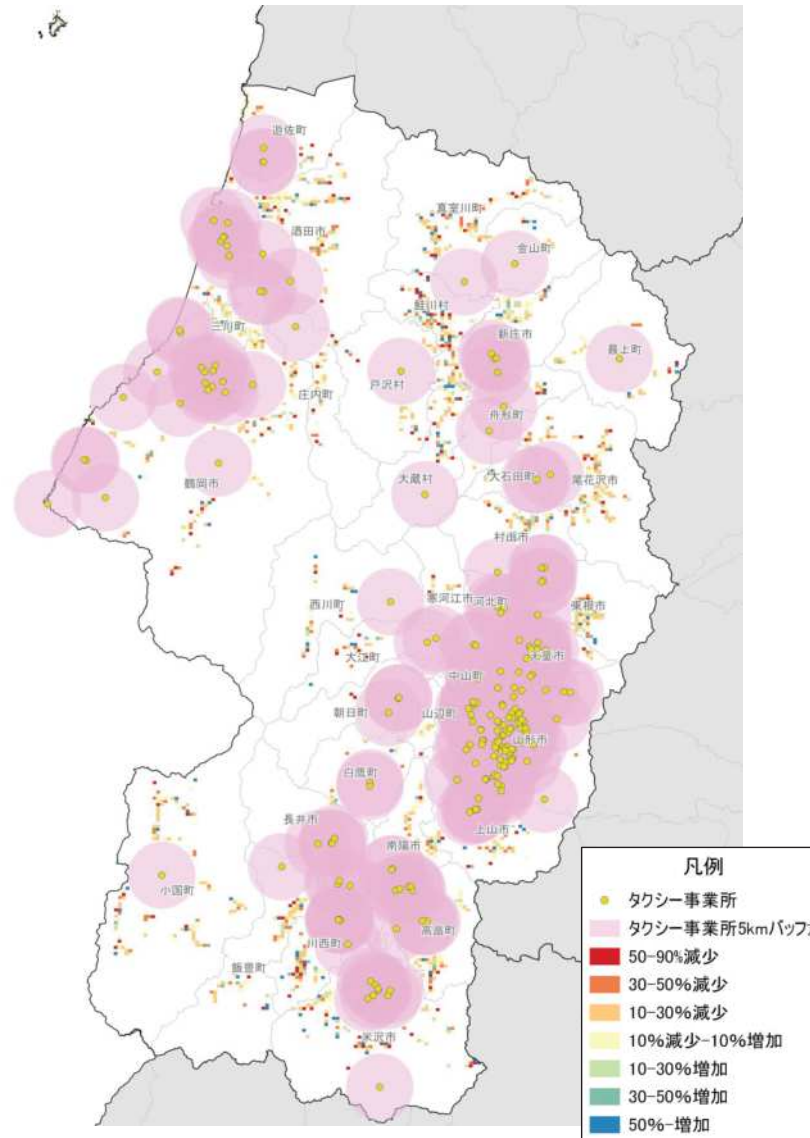 遊佐町
酒田市
真室川町
金山町
鮭川村
三川町
新庄市
最上町
戸沢村
庄内町
舟形町
大石田町
尾花沢市
鶴岡市
大蔵村
村山市
西川町
寒河江市
河北町
東根市
大江町
天童市
中山町
朝日町
山辺町
山形市
白鷹町
長井市
上山市
南陽市
小国町
川西町
高畠町
飯豊町
米沢市
凡例
タクシー事業所
タクシー事業所5kmバッファ
50-90%減少
30-50%減少
10-30%減少
10%減少-10%増加
10-30%増加
30-50%増加
50%-増加